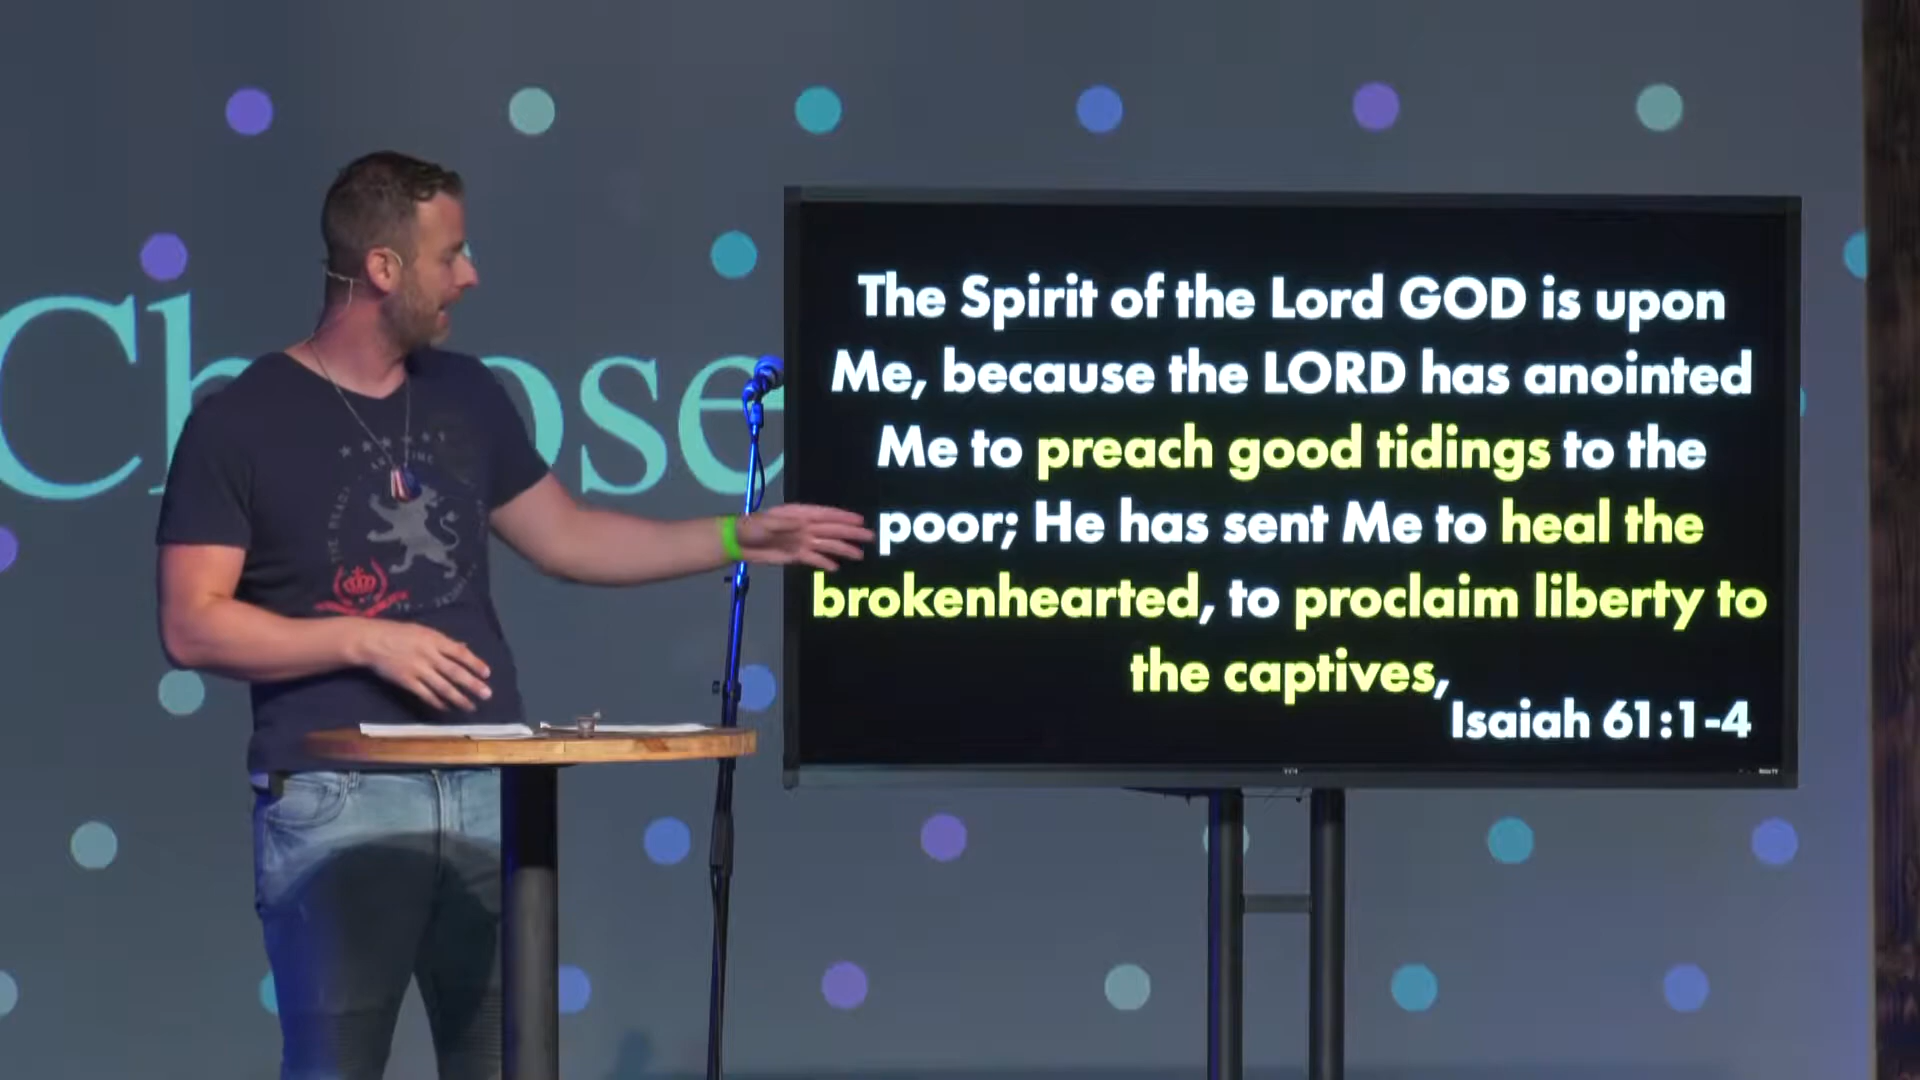 Choose
The Spirit of the Lord GOD is upon
Me, because the LORD has anointed
Me to preach good tidings to the
poor; He has sent Me to heal the
brokenhearted, to proclaim liberty to
the captives,
Isaiah 61:1-4